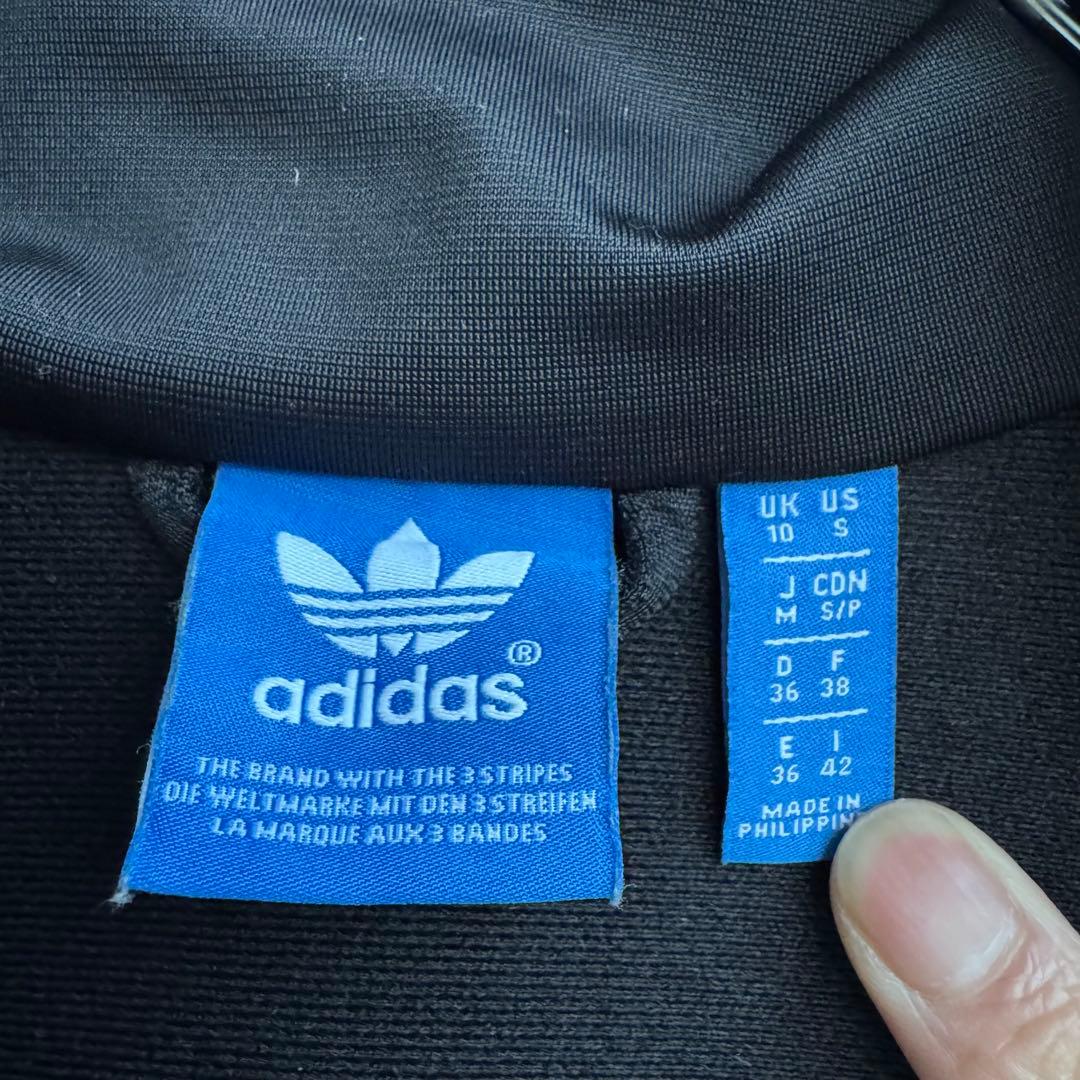 adidas®
THE BRAND WITH THE 3 STRIPES
DIE WELTMARKE MIT DEN 3 STREIFEN
LA MARQUE AUX 3 BANDES
UK US
10 S
J CDN
M S/P
D F
36 38
E I
36 42
MADE IN